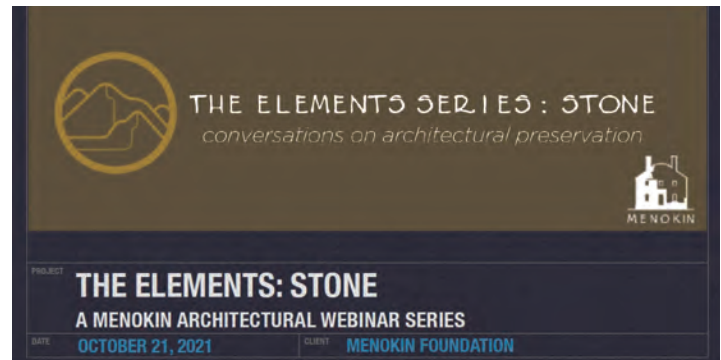 THE ELEMENTS SERIES: STONE
conversations on architectural preservation
MENOKIN
PROJECT
THE ELEMENTS: STONE
A MENOKIN ARCHITECTURAL WEBINAR SERIES
DATE OCTOBER 21, 2021 CLIENT MENOKIN FOUNDATION